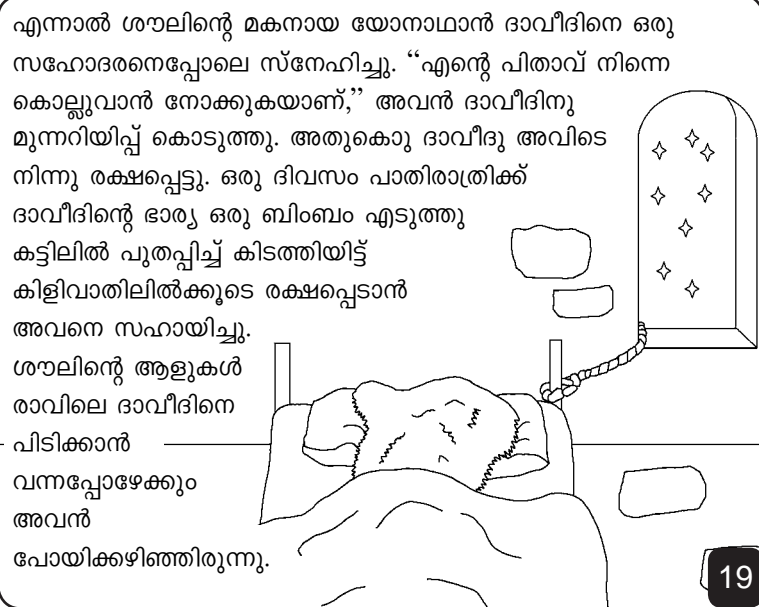 എന്നാൽ ശൗലിന്റെ മകനായ യോനാഥാൻ ദാവീദിനെ ഒരു
സഹോദരനെപ്പോലെ സ്നേഹിച്ചു. “എന്റെ പിതാവ് നിന്നെ
കൊല്ലുവാൻ നോക്കുകയാണ്,” അവൻ ദാവീദിനു
മുന്നറിയിപ്പ് കൊടുത്തു. അതുകൊു ദാവീദു അവിടെ
നിന്നു രക്ഷപ്പെട്ടു. ഒരു ദിവസം പാതിരാത്രിക്ക്
ദാവീദിന്റെ ഭാര്യ ഒരു ബിംബം എടുത്തു
കട്ടിലിൽ പുതപ്പിച്ച് കിടത്തിയിട്ട്
കിളിവാതിലിൽക്കൂടെ രക്ഷപ്പെടാൻ
അവനെ സഹായിച്ചു.
ശൗലിന്റെ ആളുകൾ
രാവിലെ ദാവീദിനെ
പിടിക്കാൻ
വന്നപ്പോഴേക്കും
അവൻ
പോയിക്കഴിഞ്ഞിരുന്നു.
19